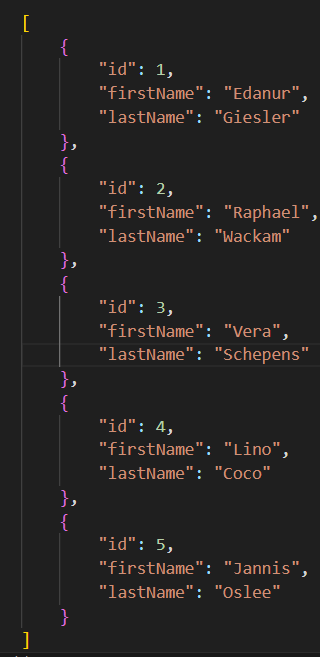 [
    {
        "id": 1,
        "firstName": "Edanur",
        "lastName": "Giesler"
    },
    {
        "id": 2,
        "firstName": "Raphael",
        "lastName": "Wackam"
    },
    {
        "id": 3,
        "firstName": "Vera",
        "lastName": "Schepens"
    },
    {
        "id": 4,
        "firstName": "Lino",
        "lastName": "Coco"
    },
    {
        "id": 5,
        "firstName": "Jannis",
        "lastName": "Oslee"
    }
]